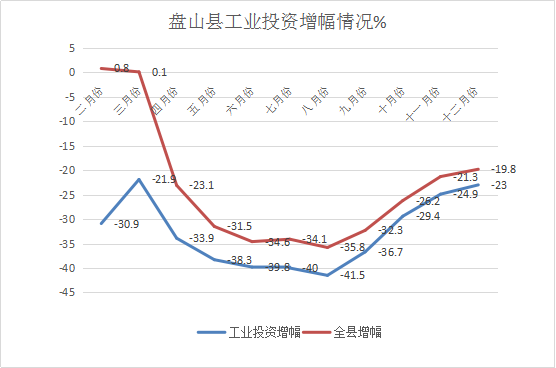 盘山县工业投资增幅情况%
5
0
-5
-10
-15
-20
-25
-30
-35
-40
-45
二月份 三月份 四月份 五月份 六月份 七月份 八月份 九月份 十月份 十一月份 十二月份
0.8 0.1 -23.1 -31.5 -34.6 -34.1 -35.8 -32.3 -26.2 -21.3 -19.8
-30.9 -21.9 -33.9 -38.3 -39.8 -40 -41.5 -36.7 -29.4 -24.9 -23
工业投资增幅 全县增幅